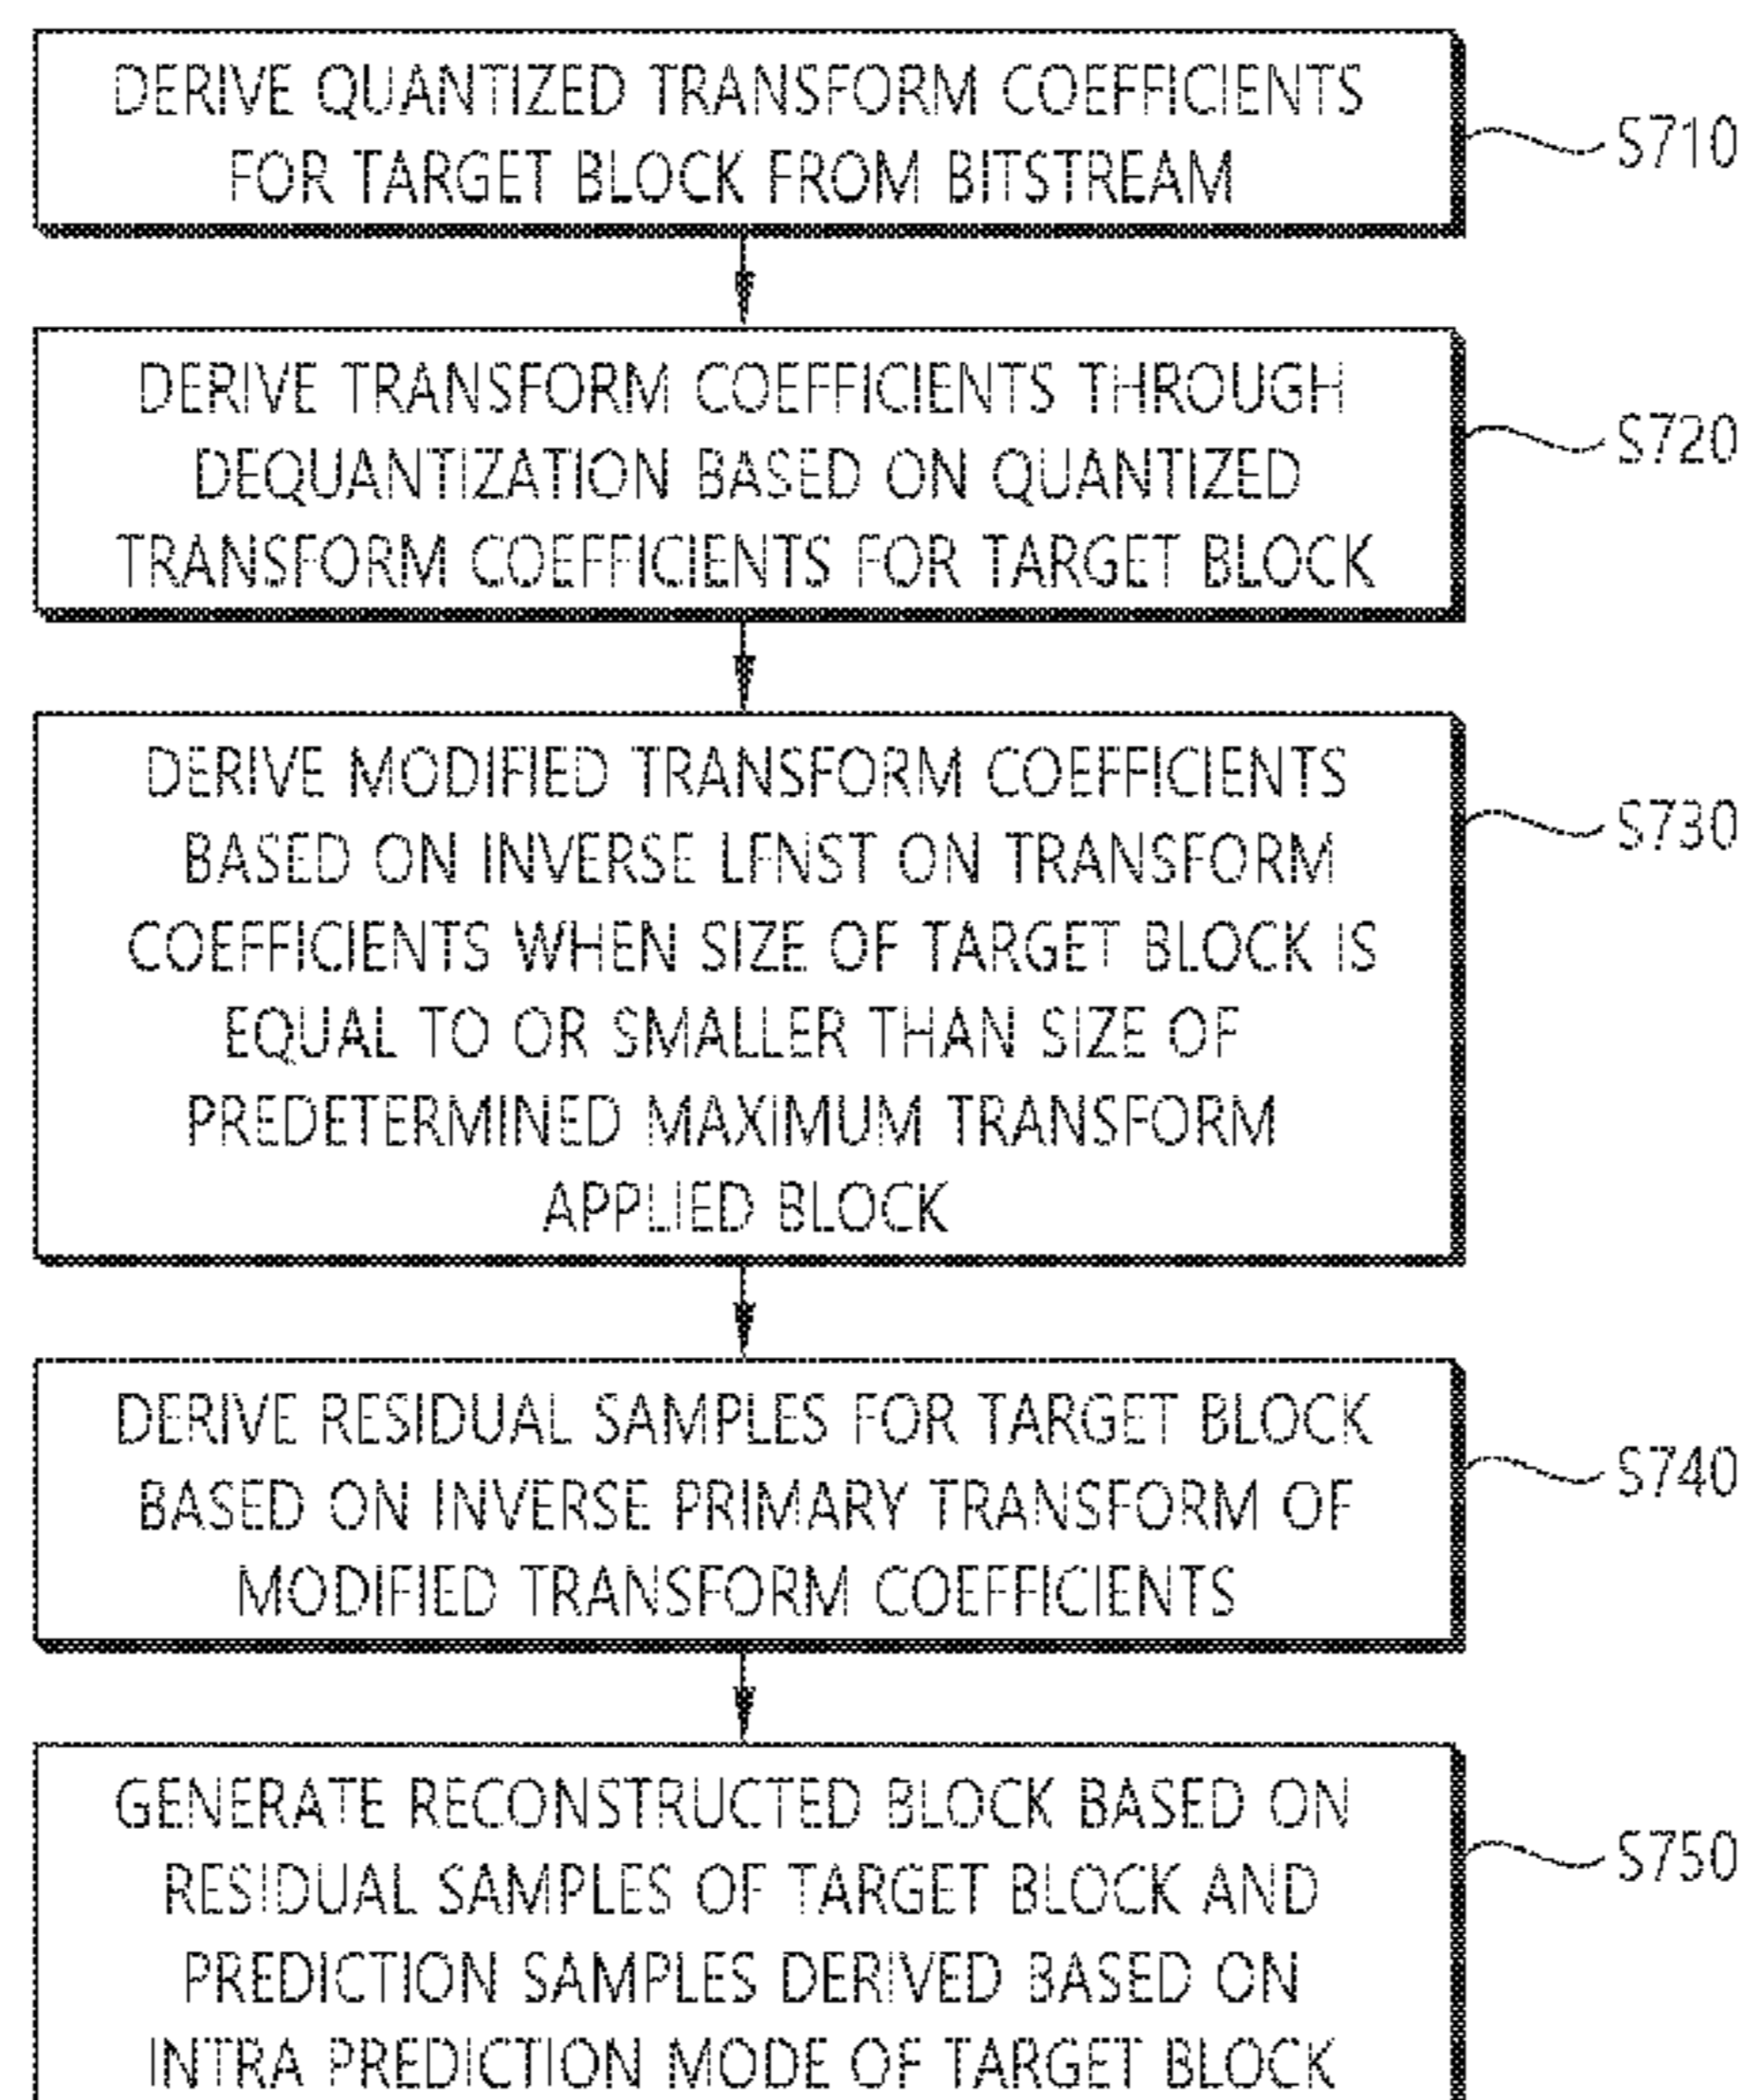 DERIVE QUANTIZED TRANSFORM COEFFICIENTS
FOR TARGET BLOCK FROM BITSTREAM
S710
DERIVE TRANSFORM COEFFICIENTS THROUGH
DEQUANTIZATION BASED ON QUANTIZED
TRANSFORM COEFFICIENTS FOR TARGET BLOCK
S720
DERIVE MODIFIED TRANSFORM COEFFICIENTS
BASED ON INVERSE LFNST ON TRANSFORM
COEFFICIENTS WHEN SIZE OF TARGET BLOCK IS
EQUAL TO OR SMALLER THAN SIZE OF
PREDETERMINED MAXIMUM TRANSFORM
APPLIED BLOCK
S730
DERIVE RESIDUAL SAMPLES FOR TARGET BLOCK
BASED ON INVERSE PRIMARY TRANSFORM OF
MODIFIED TRANSFORM COEFFICIENTS
S740
GENERATE RECONSTRUCTED BLOCK BASED ON
RESIDUAL SAMPLES OF TARGET BLOCK AND
PREDICTION SAMPLES DERIVED BASED ON
INTRA PREDICTION MODE OF TARGET BLOCK
S750